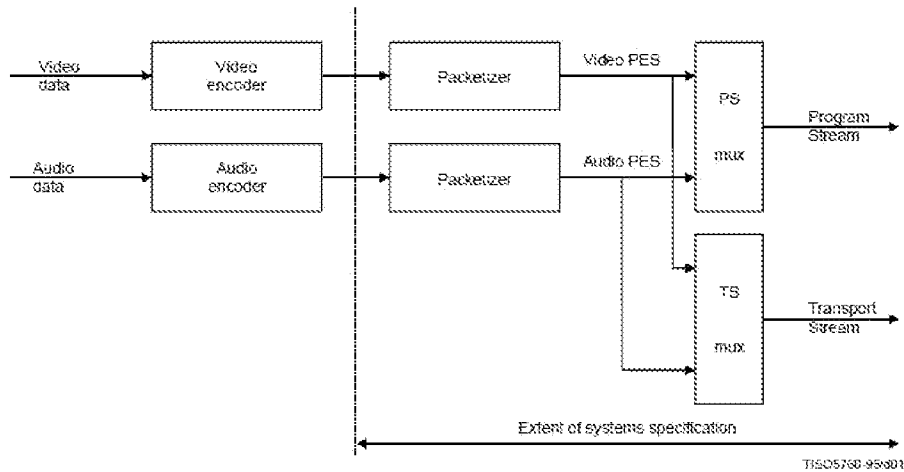 Video
data
Video
encoder
Packetizer
Video PES
PS
mux
Program
Stream
Audio
data
Audio
encoder
Packetizer
Audio PES
TS
mux
Transport
Stream
Extent of systems specification
TISO5760-95/d01